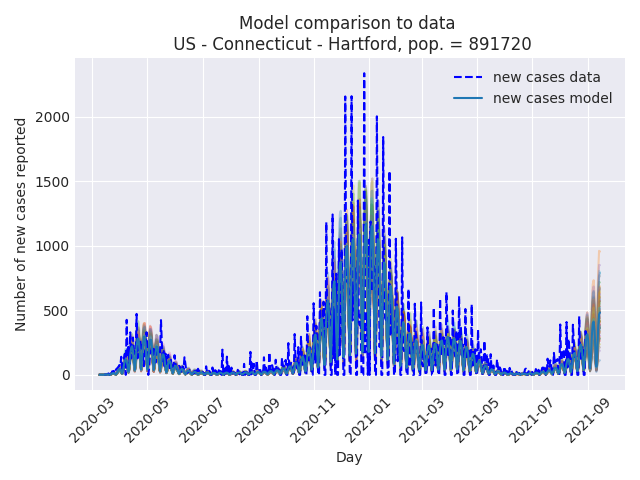 Model comparison to data
US - Connecticut - Hartford, pop. = 891720
new cases data
new cases model
Number of new cases reported
2000
1500
1000
500
0
2020-03
2020-05
2020-07
2020-09
2020-11
2021-01
2021-03
2021-05
2021-07
2021-09
Day